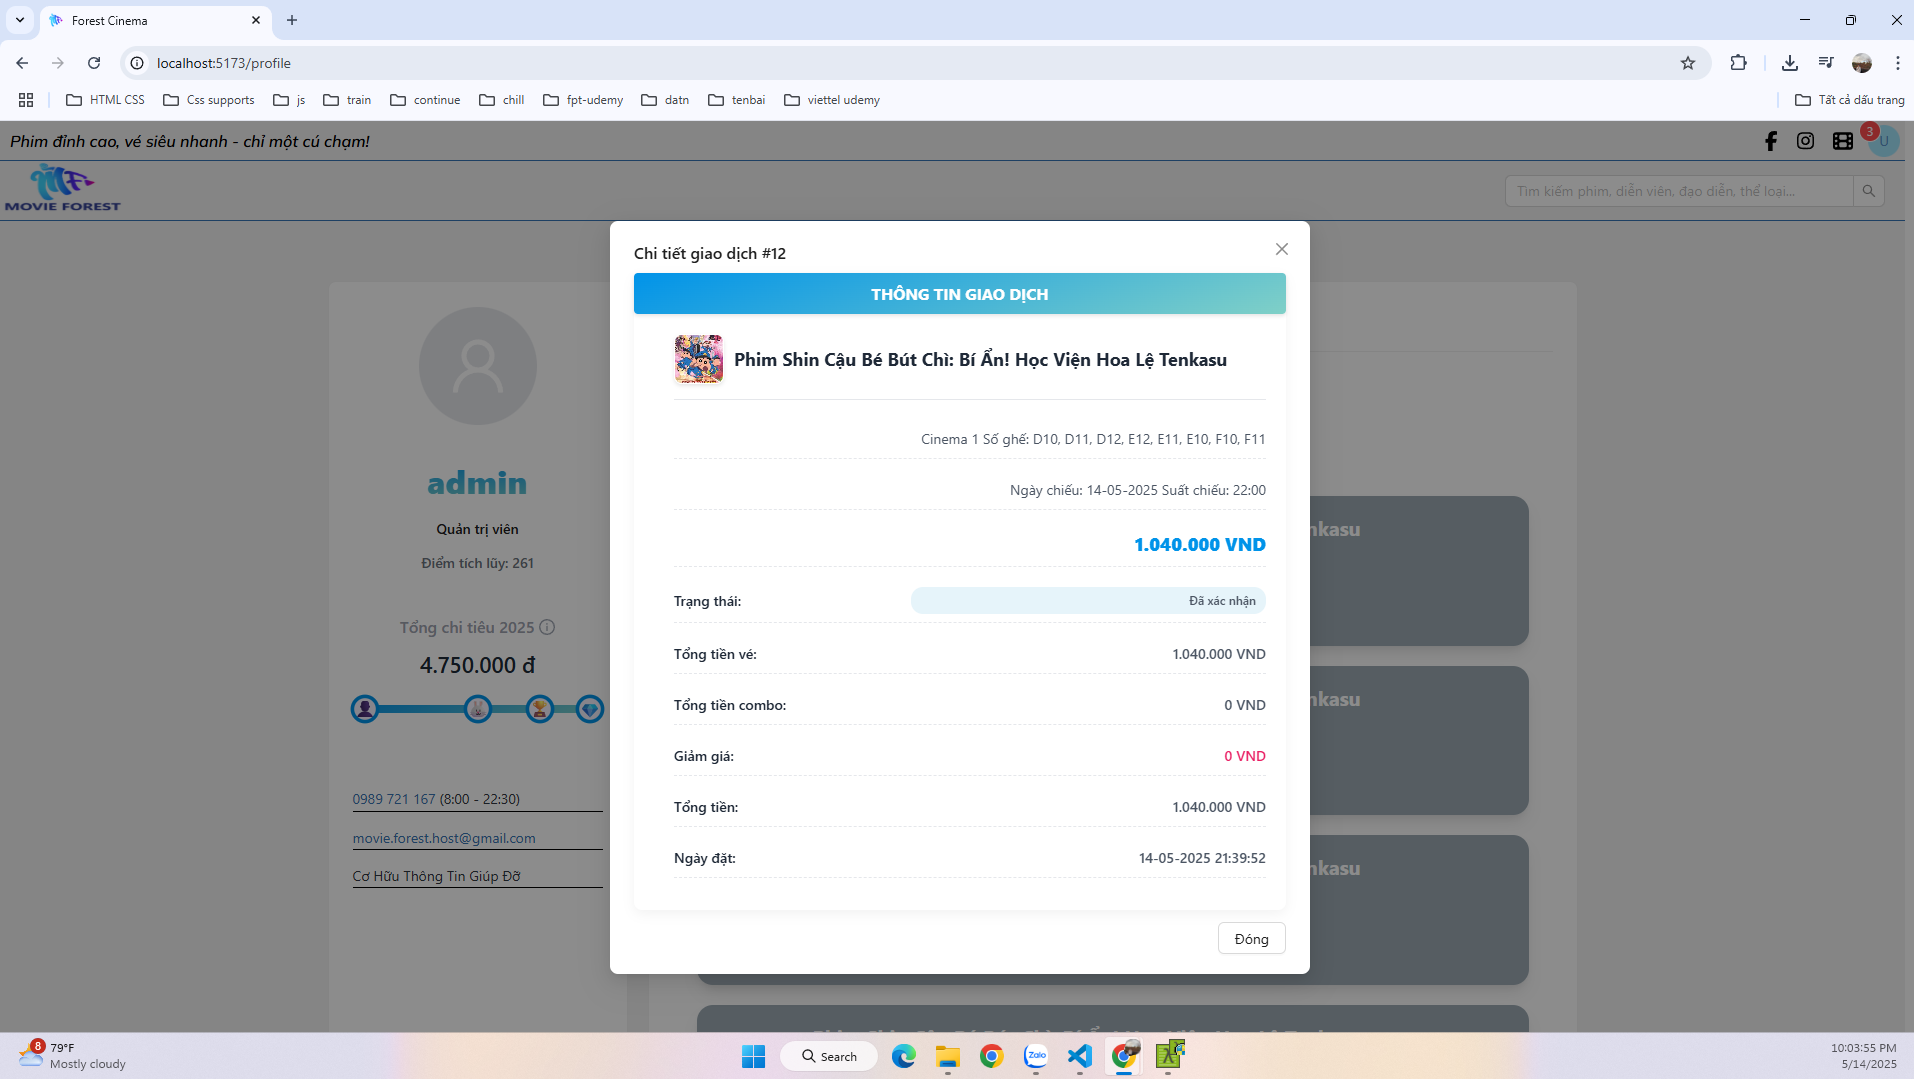 Forest Cinema
localhost:5173/profile
HTML CSS
Css supports
js
train
continue
chill
fpt-udemy
datn
tenbai
viettel udemy
Tất cả dấu trang
Phim đỉnh cao, vé siêu nhanh - chỉ một cú chạm!
3
U
MOVIE FOREST
Tìm kiếm phim, diễn viên, đạo diễn, thể loại...
Chi tiết giao dịch #12
THÔNG TIN GIAO DỊCH
Phim Shin Cậu Bé Bút Chì: Bí Ẩn! Học Viện Hoa Lệ Tenkasu
Cinema 1 Số ghế: D10, D11, D12, E12, E11, E10, F10, F11
Ngày chiếu: 14-05-2025 Suất chiếu: 22:00
1.040.000 VND
Trạng thái: Đã xác nhận
Tổng tiền vé: 1.040.000 VND
Tổng tiền combo: 0 VND
Giảm giá: 0 VND
Tổng tiền: 1.040.000 VND
Ngày đặt: 14-05-2025 21:39:52
Đóng
admin
Quản trị viên
Điểm tích lũy: 261
Tổng chi tiêu 2025
4.750.000 đ
0989 721 167 (8:00 - 22:30)
movie.forest.host@gmail.com
Cơ Hữu Thông Tin Giúp Đỡ
nkasu
nkasu
nkasu
8
79°F
Mostly cloudy
Search
Zalo
10:03:55 PM
5/14/2025